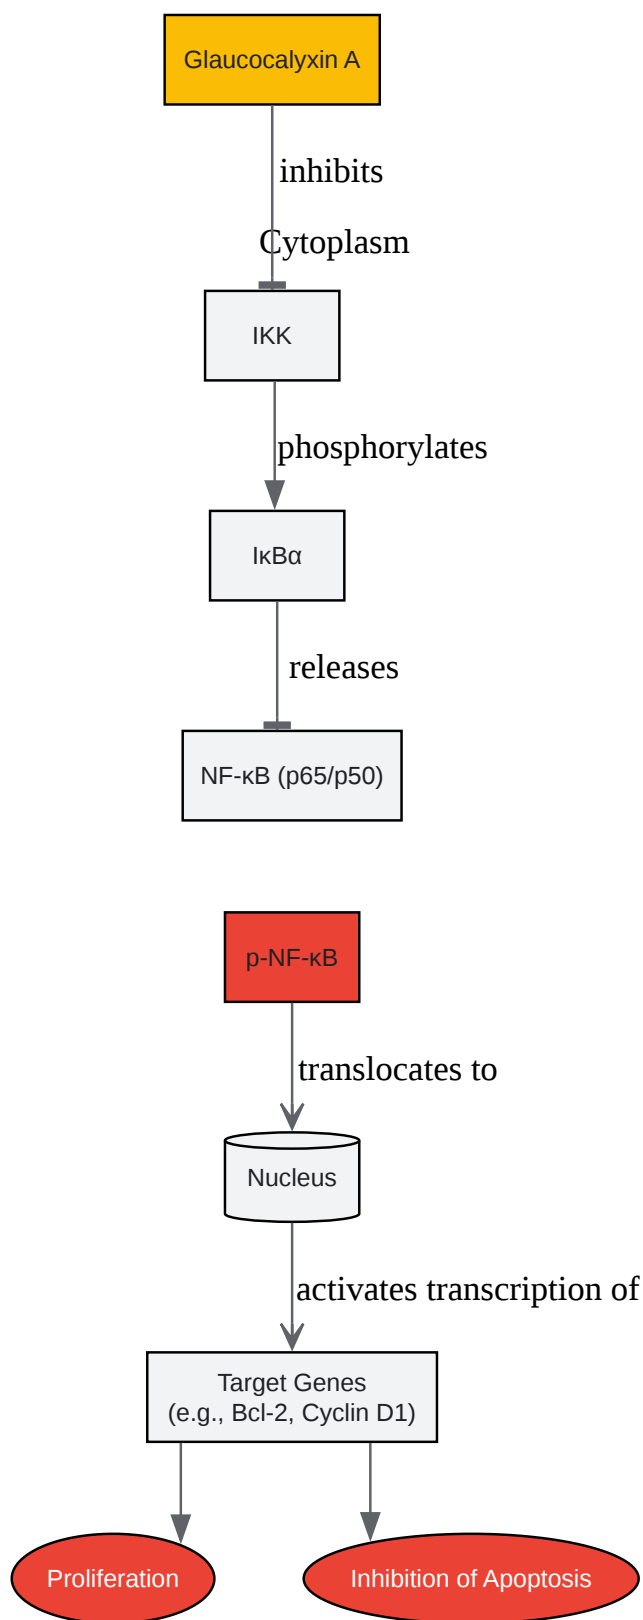 Glaucocalyxin A
inhibits
Cytoplasm
IKK
phosphorylates
IκBα
releases
NF-κB (p65/p50)
p-NF-κB
translocates to
Nucleus
activates transcription of
Target Genes
(e.g., Bcl-2, Cyclin D1)
Proliferation
Inhibition of Apoptosis